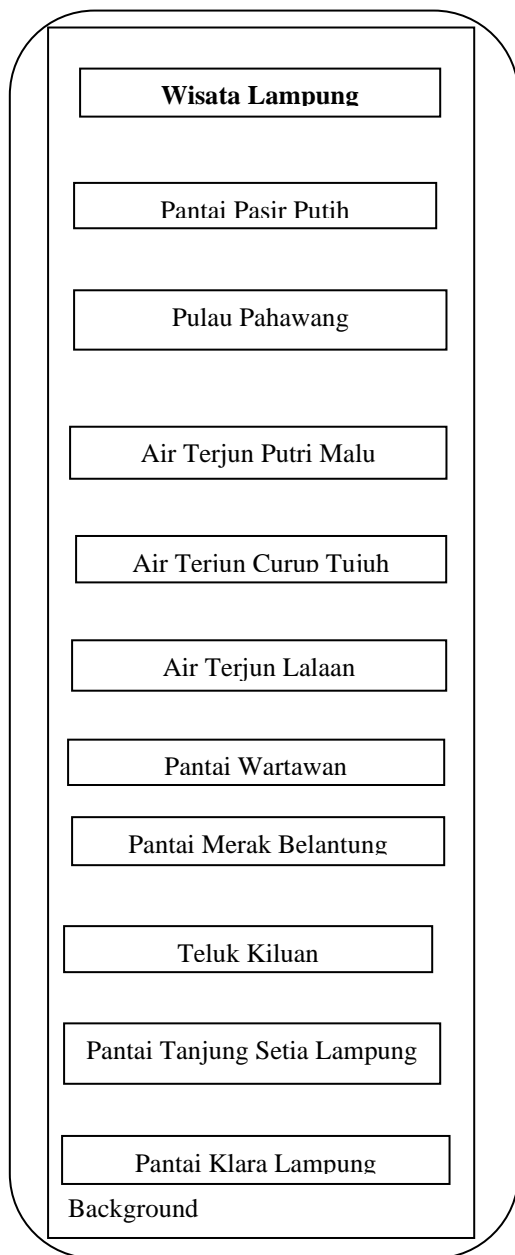 Wisata Lampung
Pantai Pasir Putih
Pulau Pahawang
Air Terjun Putri Malu
Air Terjun Curup Tujuh
Air Terjun Lalaan
Pantai Wartawan
Pantai Merak Belantung
Teluk Kiluan
Pantai Tanjung Setia Lampung
Pantai Klara Lampung
Background